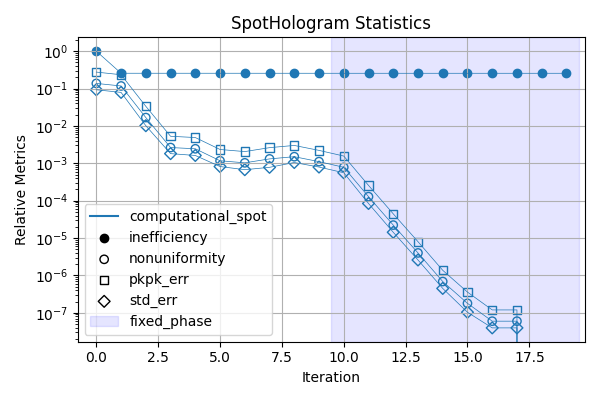 SpotHologram Statistics
Relative Metrics
10⁰
10⁻¹
10⁻²
10⁻³
10⁻⁴
10⁻⁵
10⁻⁶
10⁻⁷
computational_spot
inefficiency
nonuniformity
pkpk_err
std_err
fixed_phase
0.0 2.5 5.0 7.5 10.0 12.5 15.0 17.5
Iteration